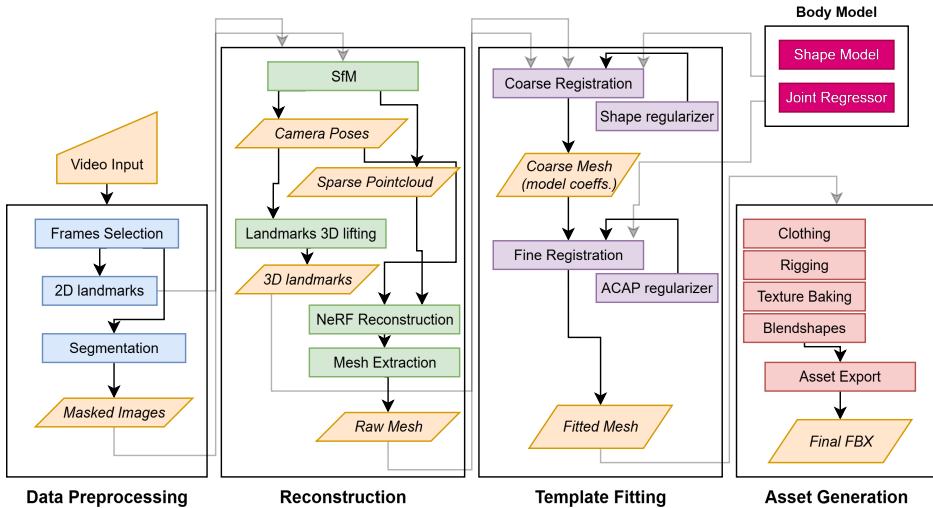 Body Model
Shape Model
Joint Regressor
Video Input
Frames Selection
2D landmarks
Segmentation
Masked Images
Data Preprocessing
SfM
Camera Poses
Sparse Pointcloud
Landmarks 3D lifting
3D landmarks
NeRF Reconstruction
Mesh Extraction
Raw Mesh
Reconstruction
Coarse Registration
Shape regularizer
Coarse Mesh
(model coeffs.)
Fine Registration
ACAP regularizer
Fitted Mesh
Template Fitting
Clothing
Rigging
Texture Baking
Blendshapes
Asset Export
Final FBX
Asset Generation